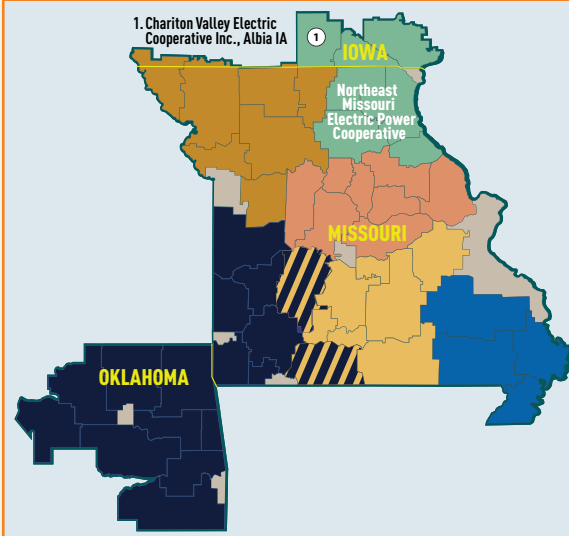 1. Chariton Valley Electric
Cooperative Inc., Albia IA
1
IOWA
Northeast
Missouri
Electric Power
Cooperative
MISSOURI
OKLAHOMA